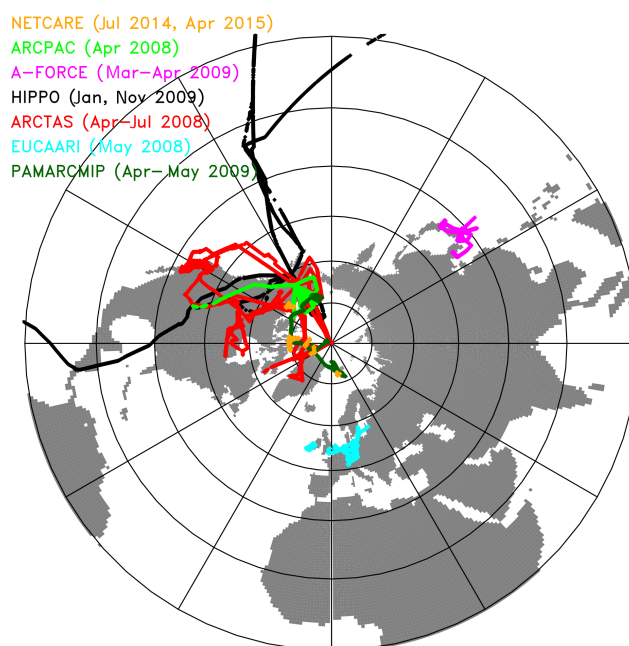 NETCARE (Jul 2014, Apr 2015)
ARCPAC (Apr 2008)
A-FORCE (Mar-Apr 2009)
HIPPO (Jan, Nov 2009)
ARCTAS (Apr-Jul 2008)
EUCAARI (May 2008)
PAMARCMIP (Apr-May 2009)